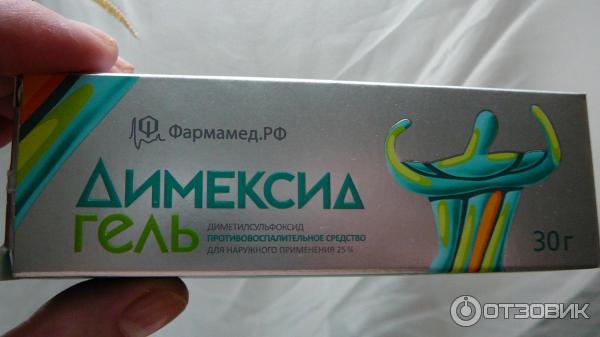 Фармамед.РФ
Димексид
гель
ДИМЕТИЛСУЛЬФОКСИД
ПРОТИВОВОСПАЛИТЕЛЬНОЕ СРЕДСТВО
ДЛЯ НАРУЖНОГО ПРИМЕНЕНИЯ 25 %
30 г
ОТЗОВИК